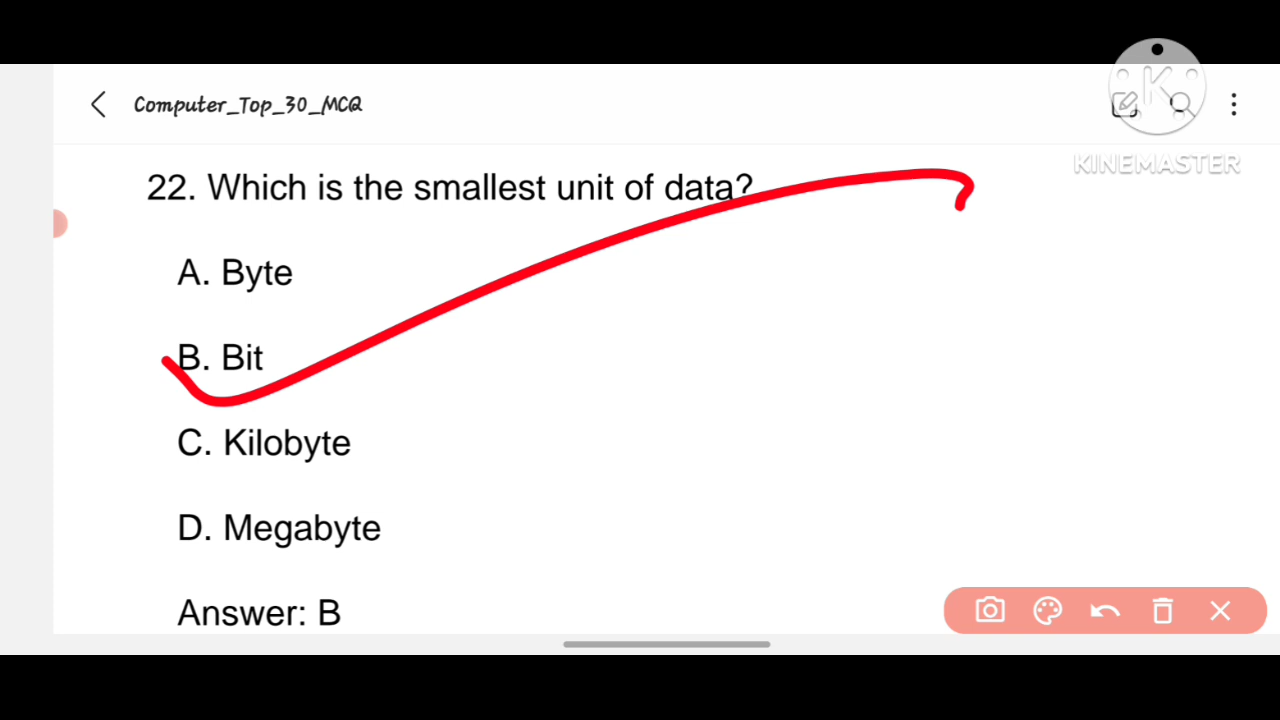 Computer_Top_30_MCQ
KINEMASTER
22. Which is the smallest unit of data?
A. Byte
B. Bit
C. Kilobyte
D. Megabyte
Answer: B